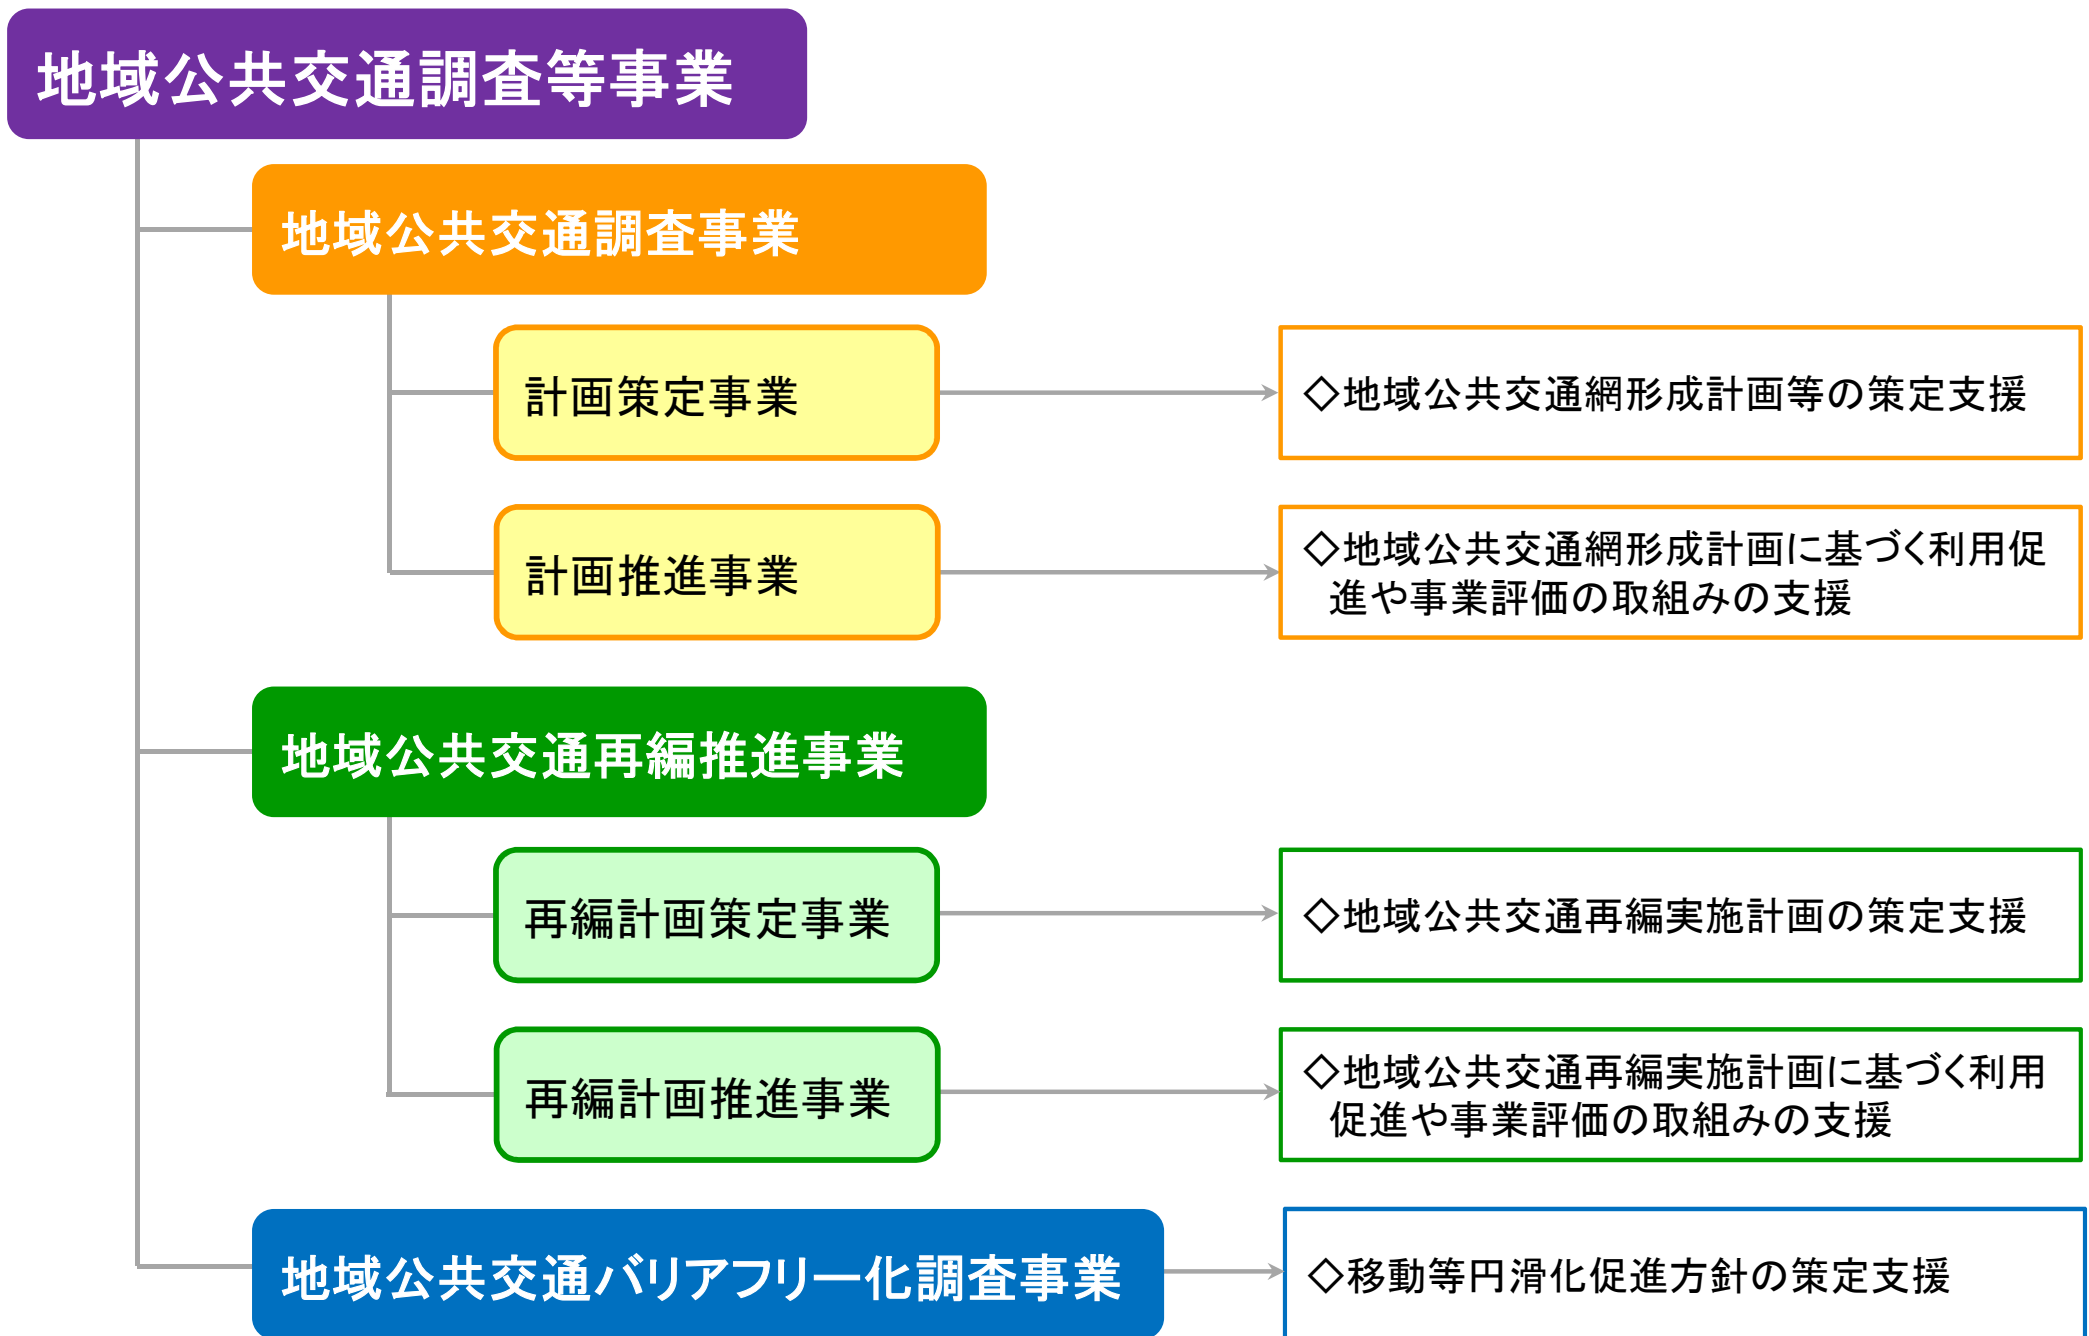 地域公共交通調査等事業
地域公共交通調査事業
計画策定事業
◇地域公共交通網形成計画等の策定支援
計画推進事業
◇地域公共交通網形成計画に基づく利用促
進や事業評価の取組みの支援
地域公共交通再編推進事業
再編計画策定事業
◇地域公共交通再編実施計画の策定支援
再編計画推進事業
◇地域公共交通再編実施計画に基づく利用
促進や事業評価の取組みの支援
地域公共交通バリアフリー化調査事業
◇移動等円滑化促進方針の策定支援